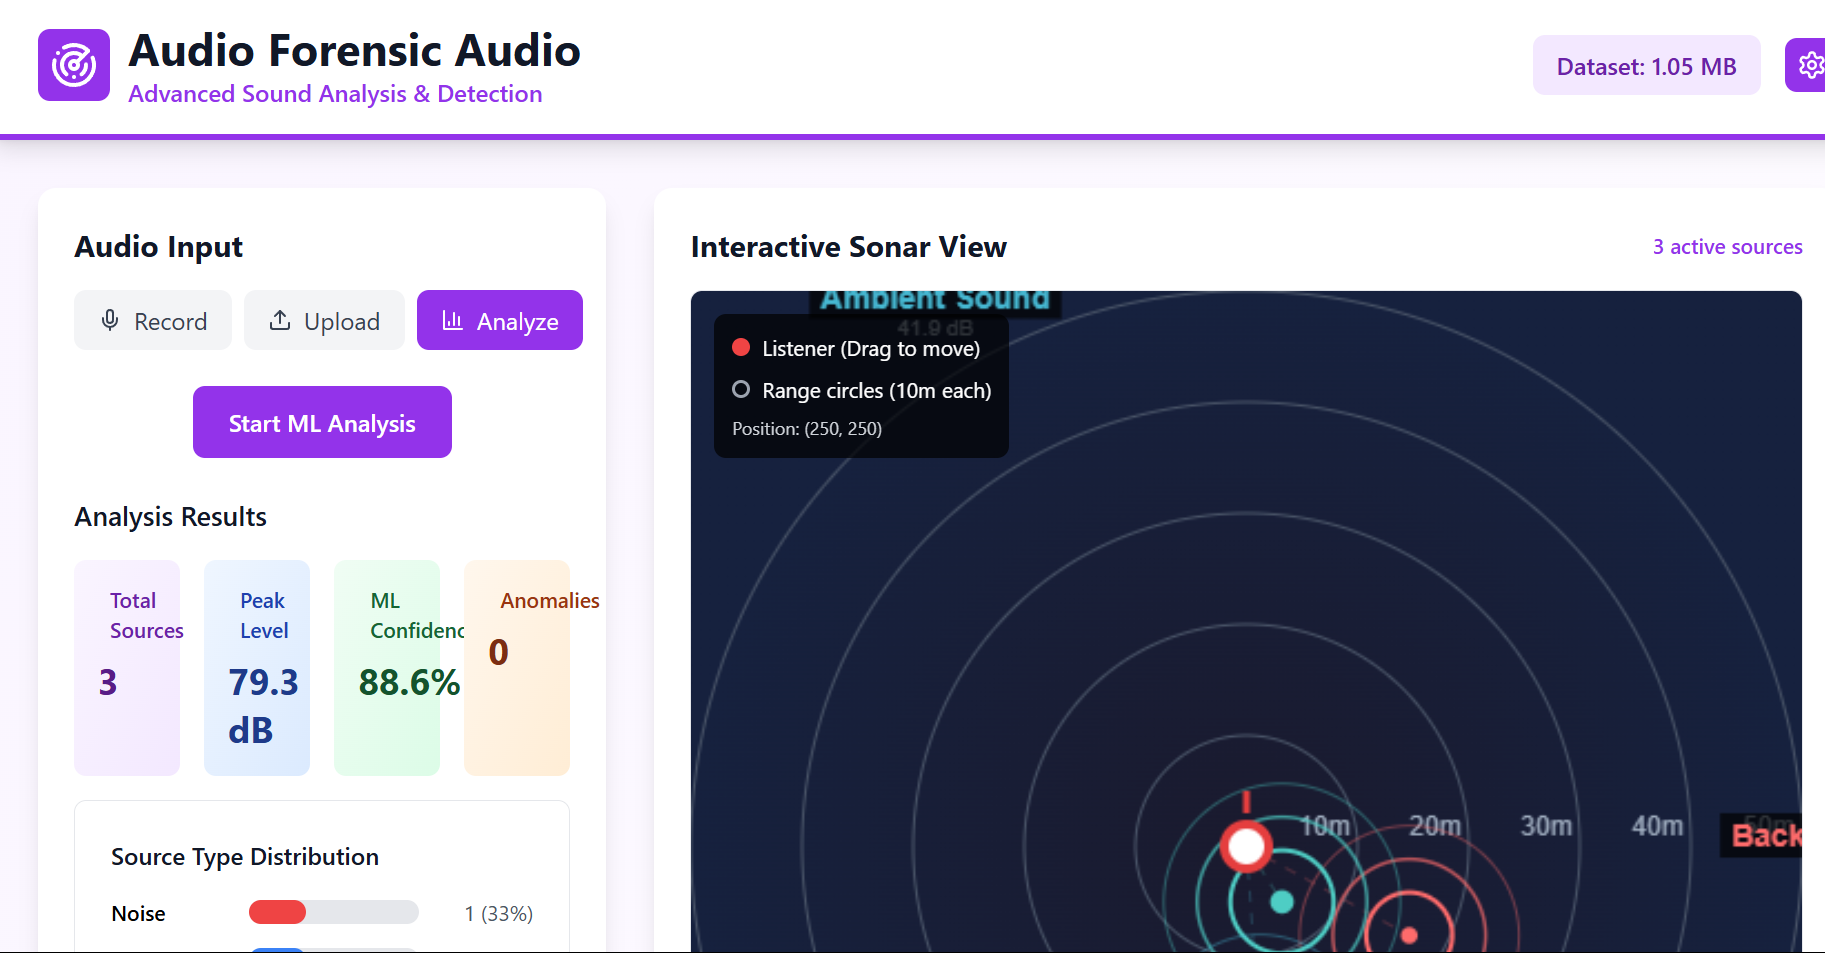 Audio Forensic Audio
Advanced Sound Analysis & Detection
Dataset: 1.05 MB
Audio Input
Record
Upload
Analyze
Start ML Analysis
Analysis Results
Total
Sources
3
Peak
Level
79.3
dB
ML
Confidenc
88.6%
Anomalies
0
Source Type Distribution
Noise
1 (33%)
Interactive Sonar View
3 active sources
Ambient Sound
41.9 dB
Listener (Drag to move)
Range circles (10m each)
Position: (250, 250)
10m
20m
30m
40m
50m
Back